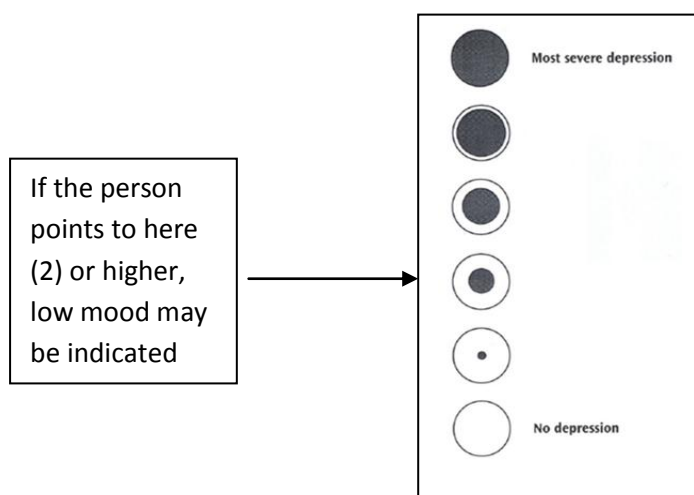 Most severe depression
If the person
points to here
(2) or higher,
low mood may
be indicated
No depression